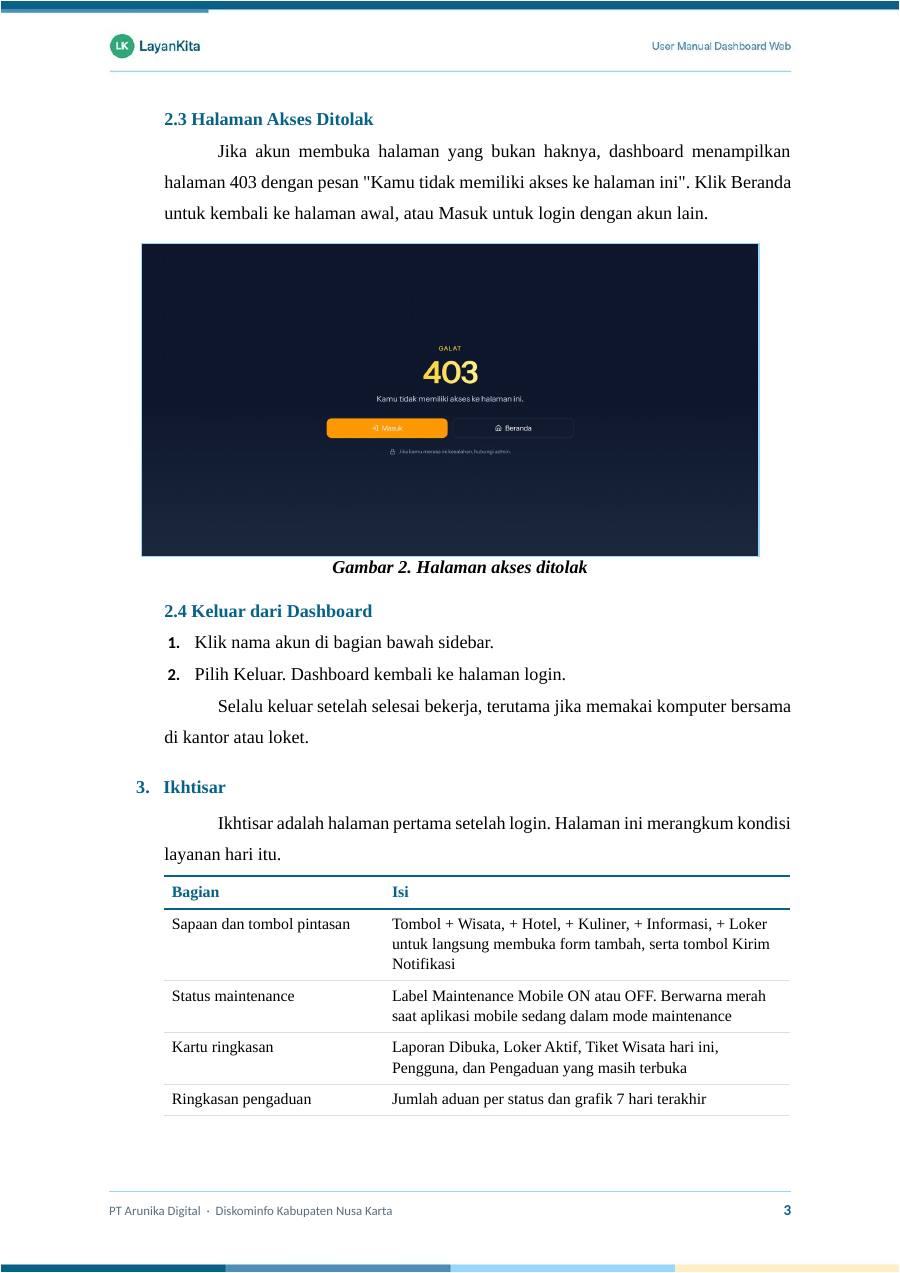 LK LayanKita
User Manual Dashboard Web
2.3 Halaman Akses Ditolak
Jika akun membuka halaman yang bukan haknya, dashboard menampilkan
halaman 403 dengan pesan "Kamu tidak memiliki akses ke halaman ini". Klik Beranda
untuk kembali ke halaman awal, atau Masuk untuk login dengan akun lain.
GALAT
403
Kamu tidak memiliki akses ke halaman ini.
Masuk
Beranda
Jika kamu merasa ini kesalahan, hubungi admin.
Gambar 2. Halaman akses ditolak
2.4 Keluar dari Dashboard
1. Klik nama akun di bagian bawah sidebar.
2. Pilih Keluar. Dashboard kembali ke halaman login.
Selalu keluar setelah selesai bekerja, terutama jika memakai komputer bersama
di kantor atau loket.
3. Ikhtisar
Ikhtisar adalah halaman pertama setelah login. Halaman ini merangkum kondisi
layanan hari itu.
Bagian Isi
Sapaan dan tombol pintasan Tombol + Wisata, + Hotel, + Kuliner, + Informasi, + Loker
untuk langsung membuka form tambah, serta tombol Kirim
Notifikasi
Status maintenance Label Maintenance Mobile ON atau OFF. Berwarna merah
saat aplikasi mobile sedang dalam mode maintenance
Kartu ringkasan Laporan Dibuka, Loker Aktif, Tiket Wisata hari ini,
Pengguna, dan Pengaduan yang masih terbuka
Ringkasan pengaduan Jumlah aduan per status dan grafik 7 hari terakhir
PT Arunika Digital · Diskominfo Kabupaten Nusa Karta
3